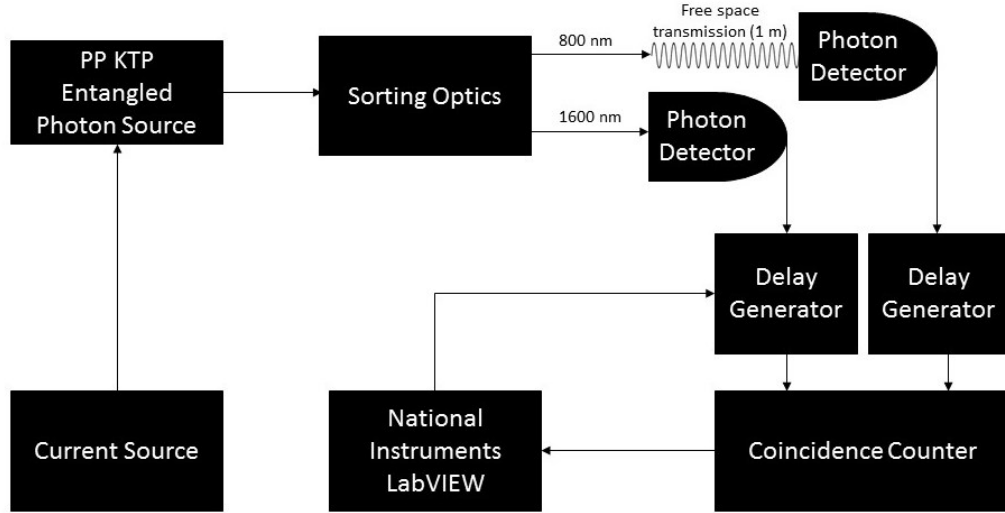 PP KTP
Entangled
Photon Source
Sorting Optics
800 nm
1600 nm
Free space
transmission (1 m)
Photon
Detector
Photon
Detector
Delay
Generator
Delay
Generator
Current Source
National
Instruments
LabVIEW
Coincidence Counter